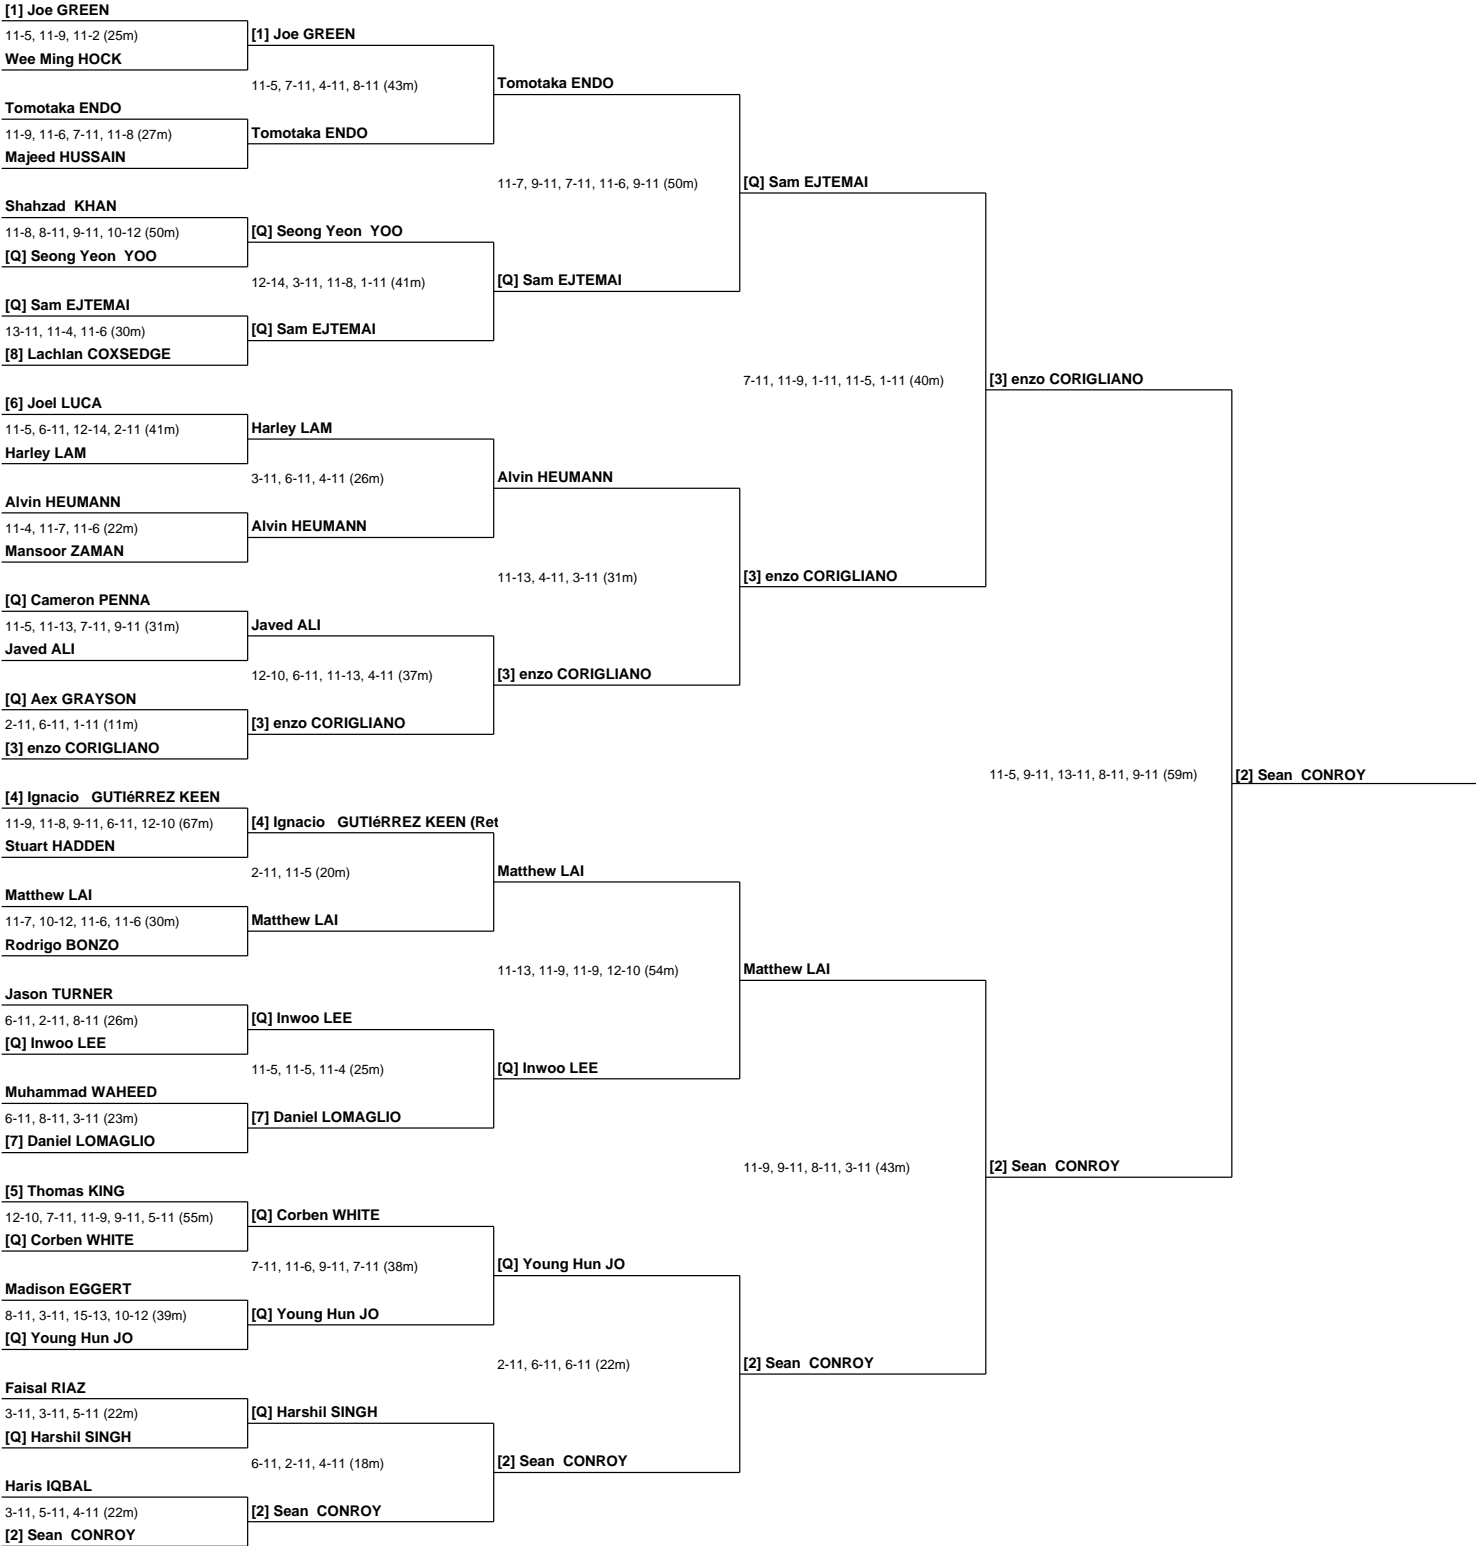 [1] Joe GREEN
11-5, 11-9, 11-2 (25m)
[1] Joe GREEN
Wee Ming HOCK
11-5, 7-11, 4-11, 8-11 (43m)
Tomotaka ENDO
Tomotaka ENDO
11-9, 11-6, 7-11, 11-8 (27m)
Tomotaka ENDO
Majeed HUSSAIN
11-7, 9-11, 7-11, 11-6, 9-11 (50m)
[Q] Sam EJTEMAI
Shahzad KHAN
11-8, 8-11, 9-11, 10-12 (50m)
[Q] Seong Yeon YOO
[Q] Seong Yeon YOO
12-14, 3-11, 11-8, 1-11 (41m)
[Q] Sam EJTEMAI
[Q] Sam EJTEMAI
13-11, 11-4, 11-6 (30m)
[Q] Sam EJTEMAI
[8] Lachlan COXSEDGE
7-11, 11-9, 1-11, 11-5, 1-11 (40m)
[3] enzo CORIGLIANO
[6] Joel LUCA
11-5, 6-11, 12-14, 2-11 (41m)
Harley LAM
Harley LAM
3-11, 6-11, 4-11 (26m)
Alvin HEUMANN
Alvin HEUMANN
11-4, 11-7, 11-6 (22m)
Alvin HEUMANN
Mansoor ZAMAN
11-13, 4-11, 3-11 (31m)
[3] enzo CORIGLIANO
[Q] Cameron PENNA
11-5, 11-13, 7-11, 9-11 (31m)
Javed ALI
Javed ALI
12-10, 6-11, 11-13, 4-11 (37m)
[3] enzo CORIGLIANO
[Q] Aex GRAYSON
2-11, 6-11, 1-11 (11m)
[3] enzo CORIGLIANO
[3] enzo CORIGLIANO
11-5, 9-11, 13-11, 8-11, 9-11 (59m)
[2] Sean CONROY
[4] Ignacio GUTIéRREZ KEEN
11-9, 11-8, 9-11, 6-11, 12-10 (67m)
[4] Ignacio GUTIéRREZ KEEN (Ret
Stuart HADDEN
2-11, 11-5 (20m)
Matthew LAI
Matthew LAI
11-7, 10-12, 11-6, 11-6 (30m)
Matthew LAI
Rodrigo BONZO
11-13, 11-9, 11-9, 12-10 (54m)
Matthew LAI
Jason TURNER
6-11, 2-11, 8-11 (26m)
[Q] Inwoo LEE
[Q] Inwoo LEE
11-5, 11-5, 11-4 (25m)
[Q] Inwoo LEE
Muhammad WAHEED
6-11, 8-11, 3-11 (23m)
[7] Daniel LOMAGLIO
[7] Daniel LOMAGLIO
11-9, 9-11, 8-11, 3-11 (43m)
[2] Sean CONROY
[5] Thomas KING
12-10, 7-11, 11-9, 9-11, 5-11 (55m)
[Q] Corben WHITE
[Q] Corben WHITE
7-11, 11-6, 9-11, 7-11 (38m)
[Q] Young Hun JO
Madison EGGERT
8-11, 3-11, 15-13, 10-12 (39m)
[Q] Young Hun JO
[Q] Young Hun JO
2-11, 6-11, 6-11 (22m)
[2] Sean CONROY
Faisal RIAZ
3-11, 3-11, 5-11 (22m)
[Q] Harshil SINGH
[Q] Harshil SINGH
6-11, 2-11, 4-11 (18m)
[2] Sean CONROY
Haris IQBAL
3-11, 5-11, 4-11 (22m)
[2] Sean CONROY
[2] Sean CONROY